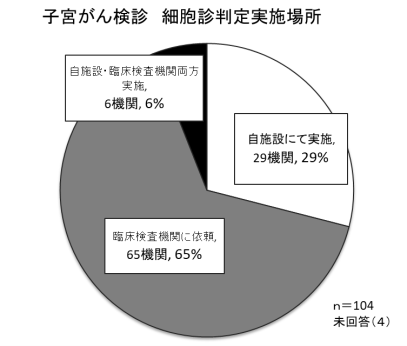 子宮がん検診　細胞診判定実施場所
自施設・臨床検査機関両方
実施,
6機関, 6%
自施設にて実施,
29機関, 29%
臨床検査機関に依頼,
65機関, 65%
n＝104
未回答（4）